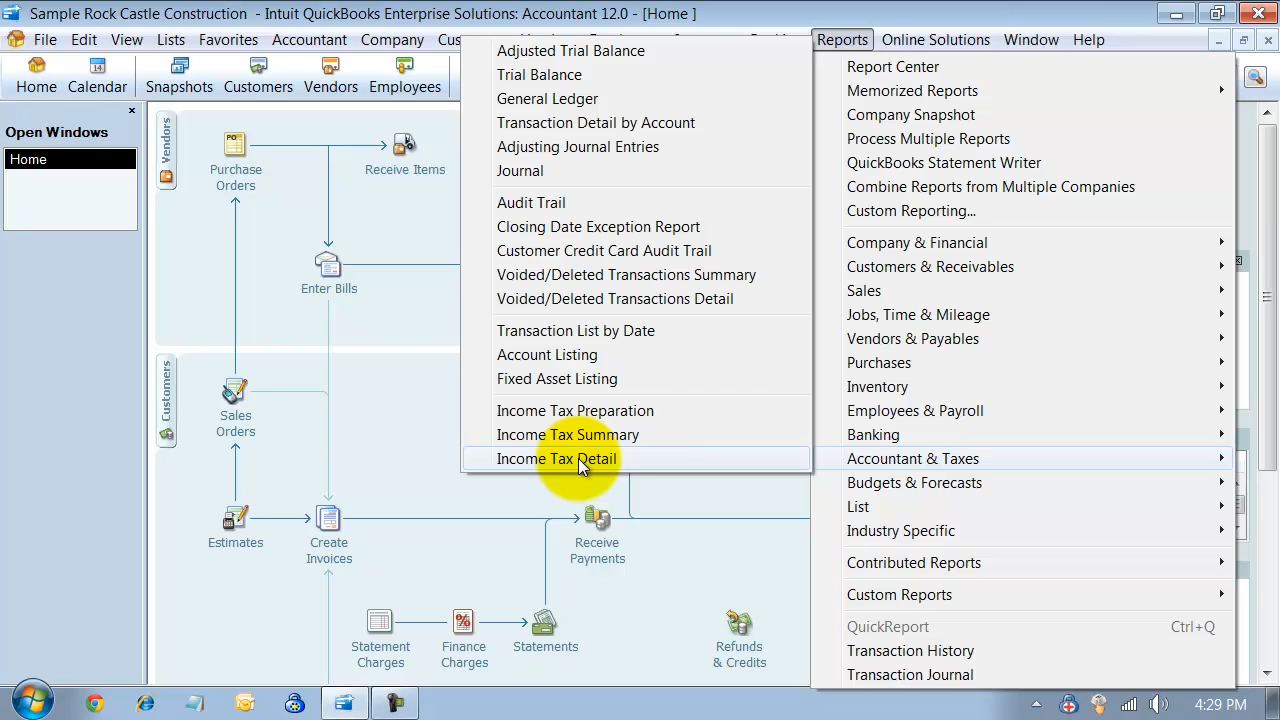 Sample Rock Castle Construction - Intuit QuickBooks Enterprise Solutions: Accountant 12.0 - [Home ]
File Edit View Lists Favorites Accountant Company Reports Online Solutions Window Help
Home Calendar Snapshots Customers Vendors Employees
Open Windows
Home
Vendors
Purchase
Orders
Receive Items
Enter Bills
Customers
Sales
Orders
Estimates
Create
Invoices
Receive
Payments
Statement
Charges
Finance
Charges
Statements
Refunds
& Credits
Adjusted Trial Balance
Trial Balance
General Ledger
Transaction Detail by Account
Adjusting Journal Entries
Journal
Audit Trail
Closing Date Exception Report
Customer Credit Card Audit Trail
Voided/Deleted Transactions Summary
Voided/Deleted Transactions Detail
Transaction List by Date
Account Listing
Fixed Asset Listing
Income Tax Preparation
Income Tax Summary
Income Tax Detail
Report Center
Memorized Reports
Company Snapshot
Process Multiple Reports
QuickBooks Statement Writer
Combine Reports from Multiple Companies
Custom Reporting...
Company & Financial
Customers & Receivables
Sales
Jobs, Time & Mileage
Vendors & Payables
Purchases
Inventory
Employees & Payroll
Banking
Accountant & Taxes
Budgets & Forecasts
List
Industry Specific
Contributed Reports
Custom Reports
QuickReport Ctrl+Q
Transaction History
Transaction Journal
4:29 PM